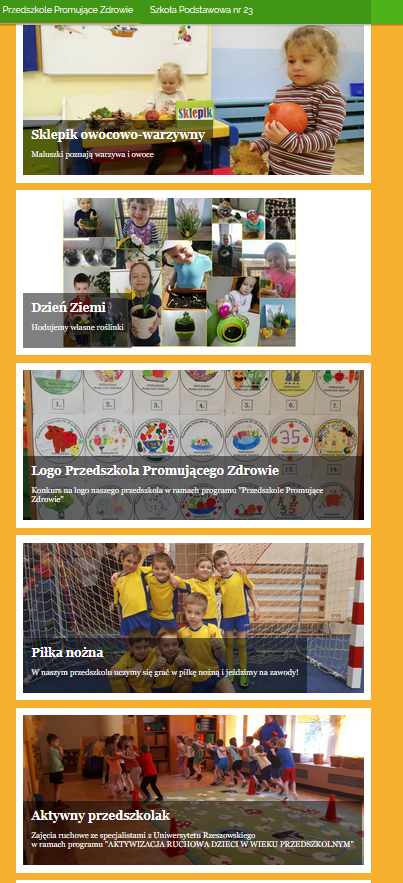 Przedszkole Promujące Zdrowie Szkoła Podstawowa nr 23
Sklepik
Sklepik owocowo-warzywny
Maluszki poznają warzywa i owoce
Dzień Ziemi
Hodujemy własne roślinki
1. 2. 3. 4. 5. 6. 7.
35
13. 14.
Logo Przedszkola Promującego Zdrowie
Konkurs na logo naszego przedszkola w ramach programu "Przedszkole Promujące
Zdrowie"
Piłka nożna
W naszym przedszkolu uczymy się grać w piłkę nożną i jeździmy na zawody!
Aktywny przedszkolak
Zajęcia ruchowe ze specjalistami z Uniwersytetu Rzeszowskiego
w ramach programu "AKTYWIZACJA RUCHOWA DZIECI W WIEKU PRZEDSZKOLNYM"